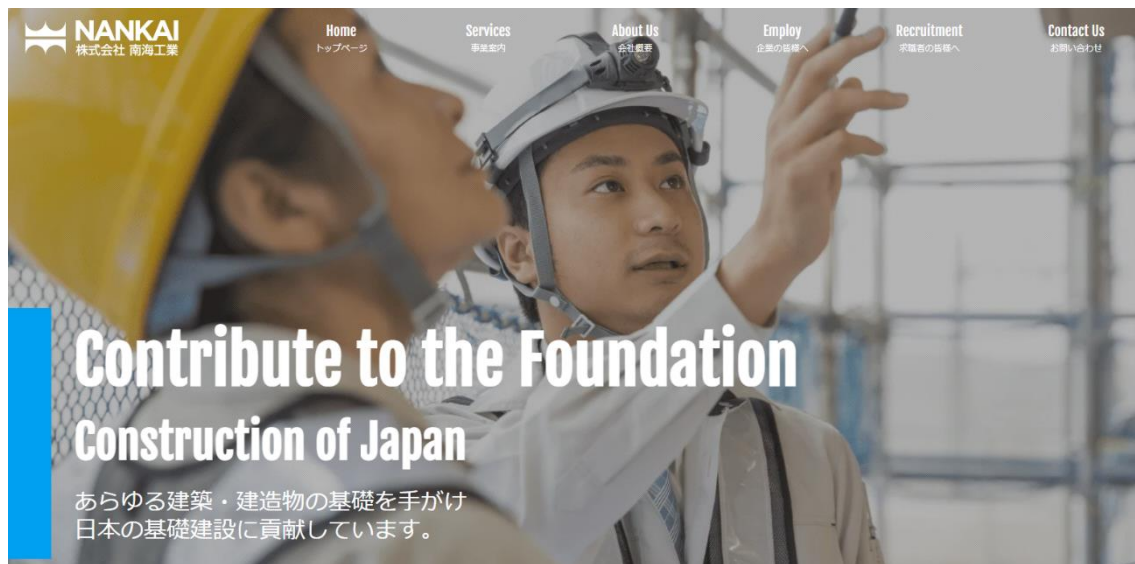 NANKAI
株式会社 南海工業
Home
トップページ
Services
事業案内
About Us
会社概要
Employ
企業の皆様へ
Recruitment
求職者の皆様へ
Contact Us
お問い合わせ
Contribute to the Foundation
Construction of Japan
あらゆる建築・建造物の基礎を手がけ
日本の基礎建設に貢献しています。